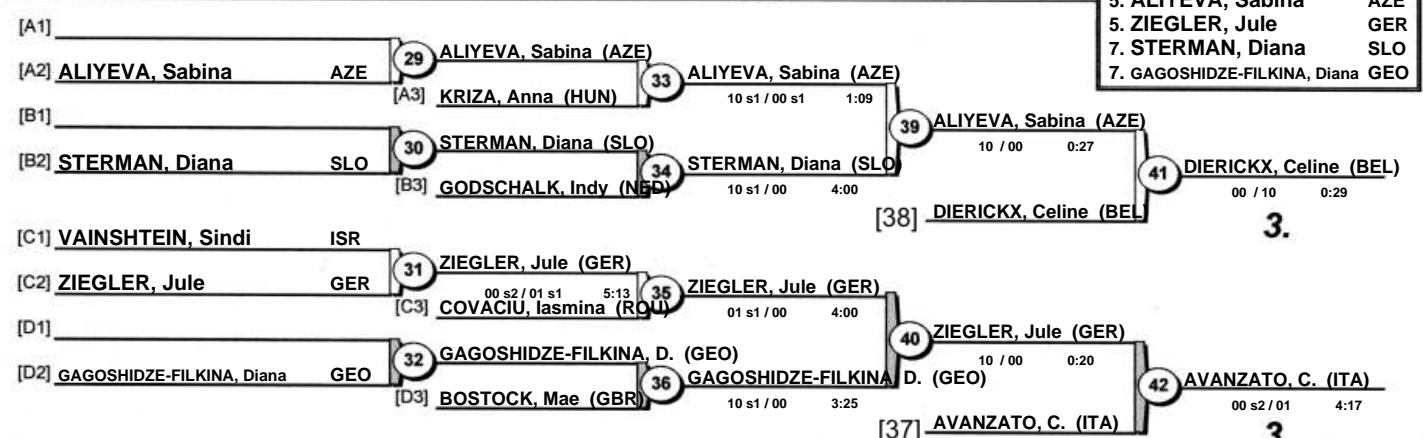 5. ALIYEVA, Sabina AZE
5. ZIEGLER, Jule GER
7. STERMAN, Diana SLO
7. GAGOSHIDZE-FILKINA, Diana GEO
[A1]
[A2] ALIYEVA, Sabina AZE
29
ALIYEVA, Sabina (AZE)
[A3] KRIZA, Anna (HUN)
33
ALIYEVA, Sabina (AZE)
10 s1 / 00 s1 1:09
[B1]
[B2] STERMAN, Diana SLO
30
STERMAN, Diana (SLO)
[B3] GODSCHALK, Indy (NED)
34
STERMAN, Diana (SLO)
10 s1 / 00 4:00
39
ALIYEVA, Sabina (AZE)
10 / 00 0:27
[38] DIERICKX, Celine (BEL)
41
DIERICKX, Celine (BEL)
00 / 10 0:29
3.
[C1] VAINSHTEIN, Sindi ISR
[C2] ZIEGLER, Jule GER
31
ZIEGLER, Jule (GER)
00 s2 / 01 s1 5:13
[C3] COVACIU, Iasmina (ROU)
35
ZIEGLER, Jule (GER)
01 s1 / 00 4:00
[D1]
[D2] GAGOSHIDZE-FILKINA, Diana GEO
32
GAGOSHIDZE-FILKINA, D. (GEO)
[D3] BOSTOCK, Mae (GBR)
36
GAGOSHIDZE-FILKINA, D. (GEO)
10 s1 / 00 3:25
40
ZIEGLER, Jule (GER)
10 / 00 0:20
[37] AVANZATO, C. (ITA)
42
AVANZATO, C. (ITA)
00 s2 / 01 4:17
3.